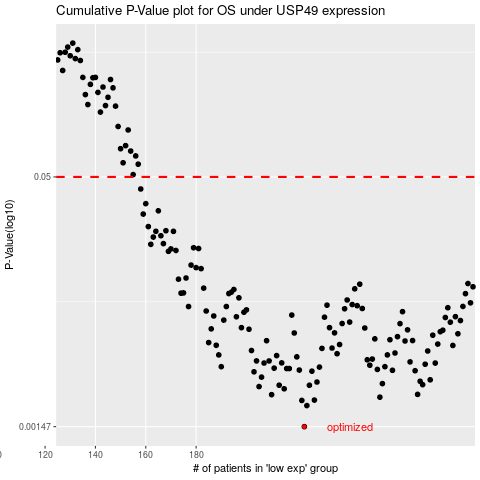 Cumulative P-Value plot for OS under USP49 expression
P-Value(log10)
0.05
0.00147
optimized
0 120 140 160 180
# of patients in 'low exp' group